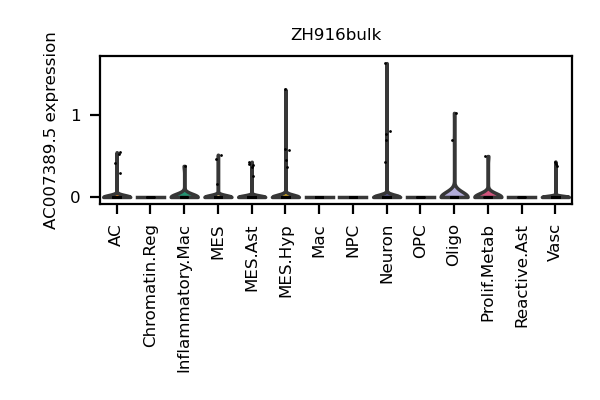 ZH916bulk
AC007389.5 expression
1
0
AC
Chromatin.Reg
Inflammatory.Mac
MES
MES.Ast
MES.Hyp
Mac
NPC
Neuron
OPC
Oligo
Prolif.Metab
Reactive.Ast
Vasc